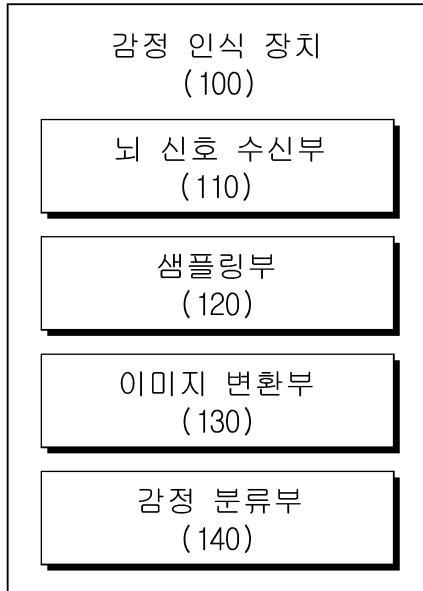 감정 인식 장치
(100)
뇌 신호 수신부
(110)
샘플링부
(120)
이미지 변환부
(130)
감정 분류부
(140)